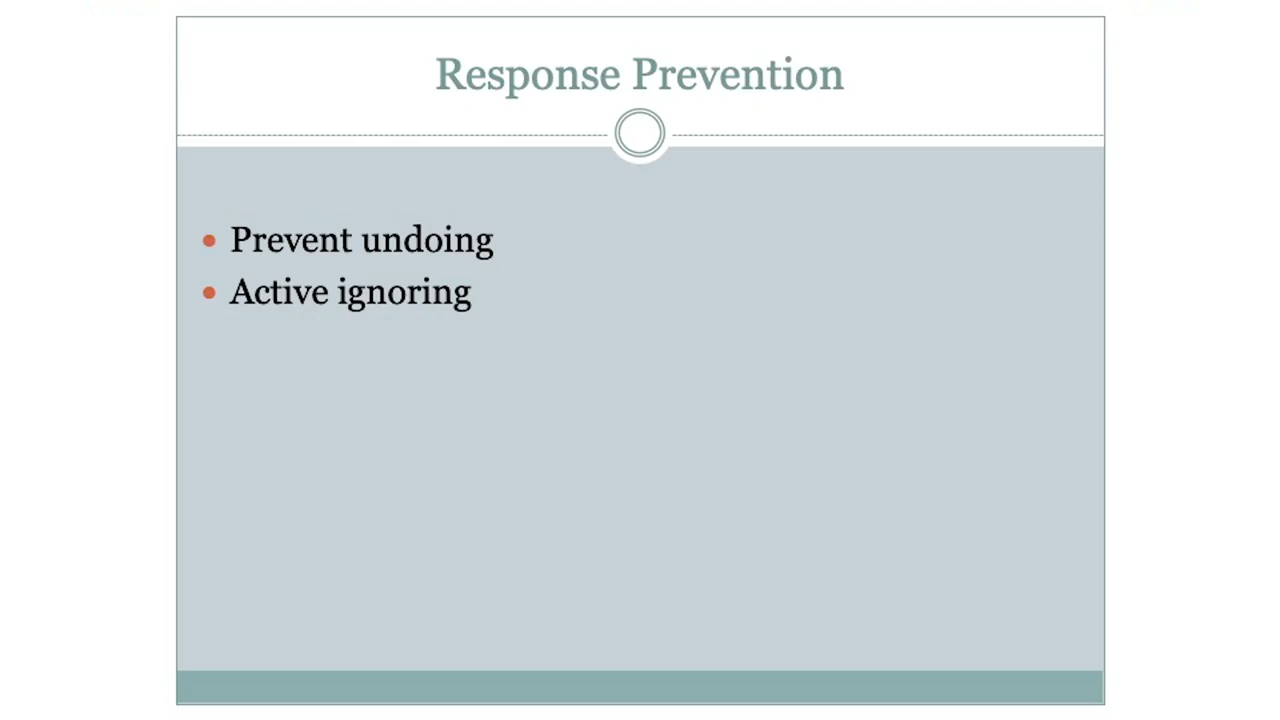 Response Prevention
• Prevent undoing
• Active ignoring